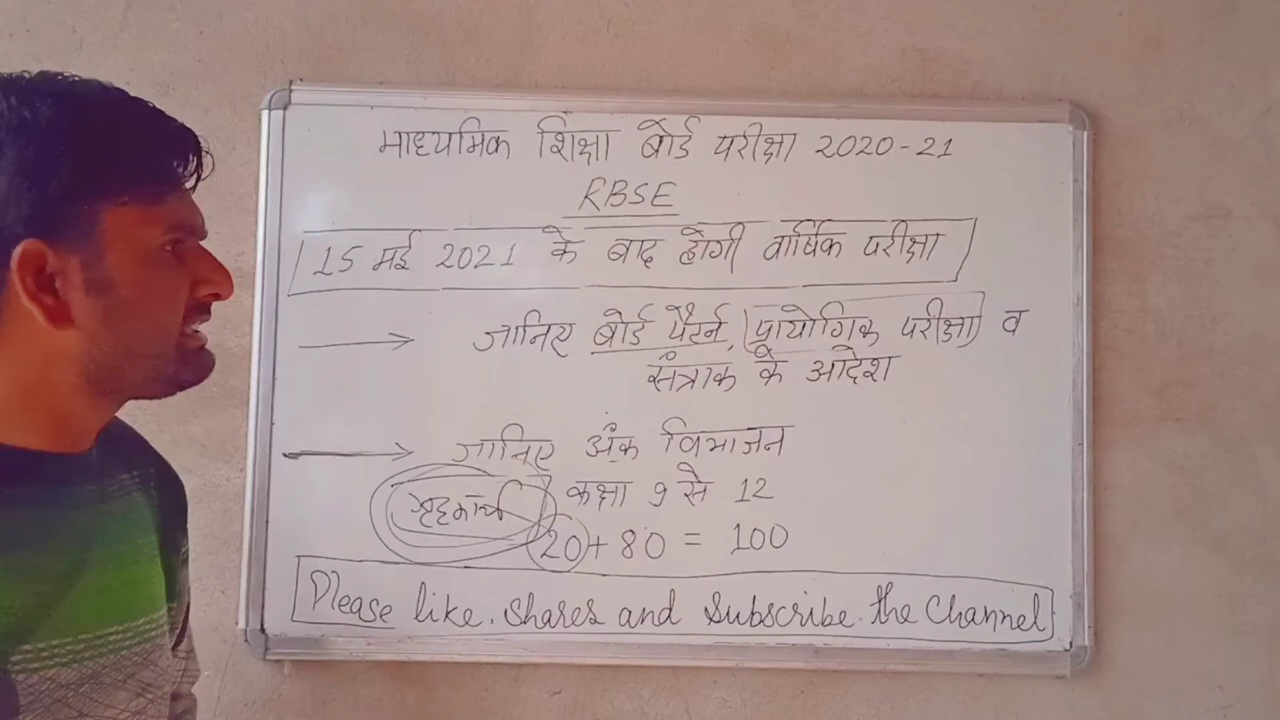 माध्यमिक शिक्षा बोर्ड परीक्षा 2020-21
RBSE
15 मई 2021 के बाद होगी वार्षिक परीक्षा
→ जानिए बोर्ड पैटर्न, (प्रायोगिक परीक्षा) व
संत्राक के आदेश
→ जानिए अंक विभाजन
कक्षा 9 से 12
गृहकार्य
20 + 80 = 100
Please like. shares and subscribe the Channel